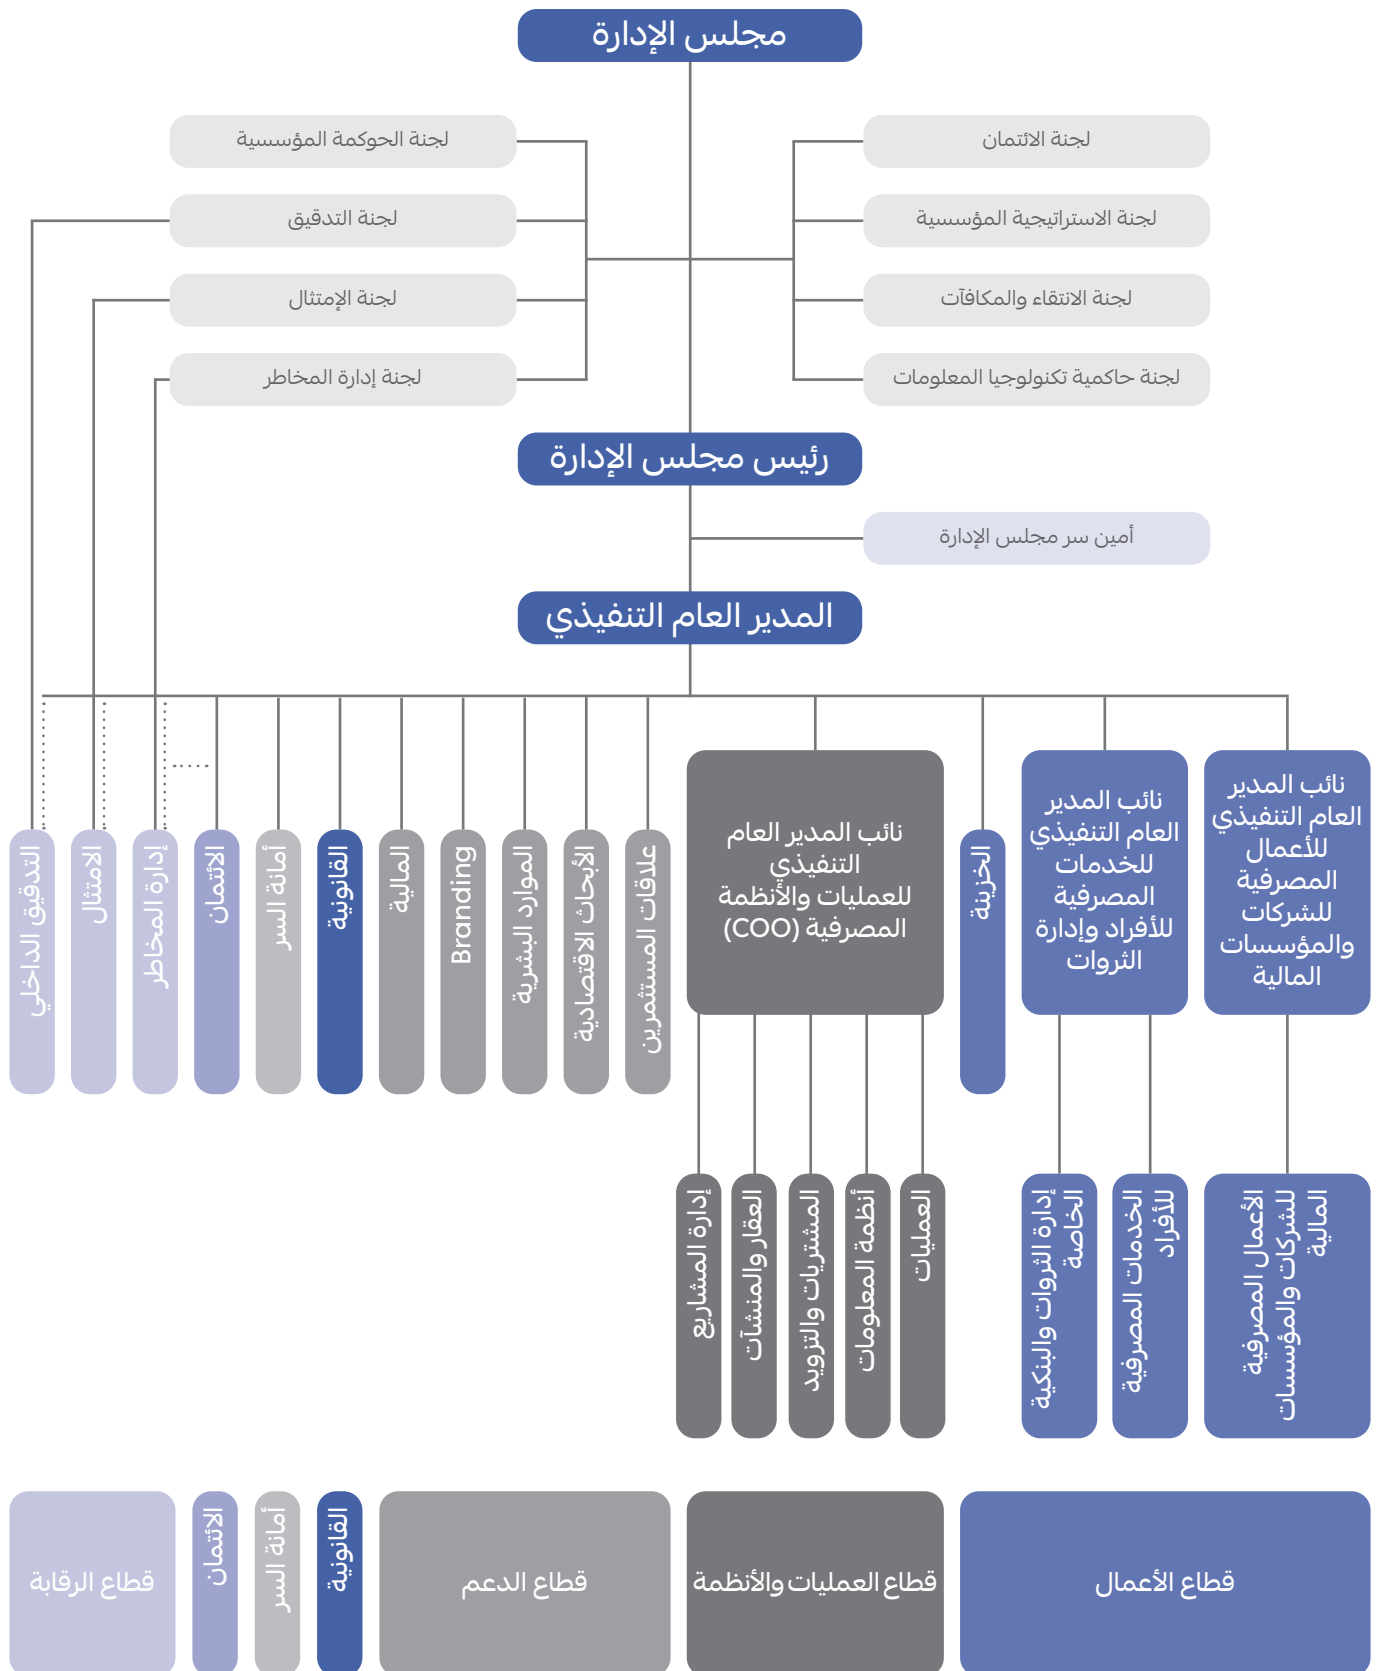 مجلس الإدارة
لجنة الائتمان
لجنة الحوكمة المؤسسية
لجنة الاستراتيجية المؤسسية
لجنة التدقيق
لجنة الانتقاء والمكافآت
لجنة الإمتثال
لجنة حاكمية تكنولوجيا المعلومات
لجنة إدارة المخاطر
رئيس مجلس الإدارة
أمين سر مجلس الإدارة
المدير العام التنفيذي
نائب المدير
العام التنفيذي
للأعمال
المصرفية
للشركات
والمؤسسات
المالية
نائب المدير
العام التنفيذي
للخدمات
المصرفية
للأفراد وإدارة
الثروات
الخزينة
نائب المدير العام
التنفيذي
للعمليات والأنظمة
المصرفية (COO)
علاقات المستثمرين
الأبحاث الاقتصادية
الموارد البشرية
Branding
المالية
القانونية
أمانة السر
الائتمان
إدارة المخاطر
الامتثال
التدقيق الداخلي
الأعمال المصرفية
للشركات والمؤسسات
المالية
الخدمات المصرفية
للأفراد
إدارة الثروات والبنكية
الخاصة
العمليات
أنظمة المعلومات
المشتريات والتزويد
العقار والمنشآت
إدارة المشاريع
قطاع الأعمال
قطاع العمليات والأنظمة
قطاع الدعم
القانونية
أمانة السر
الائتمان
قطاع الرقابة